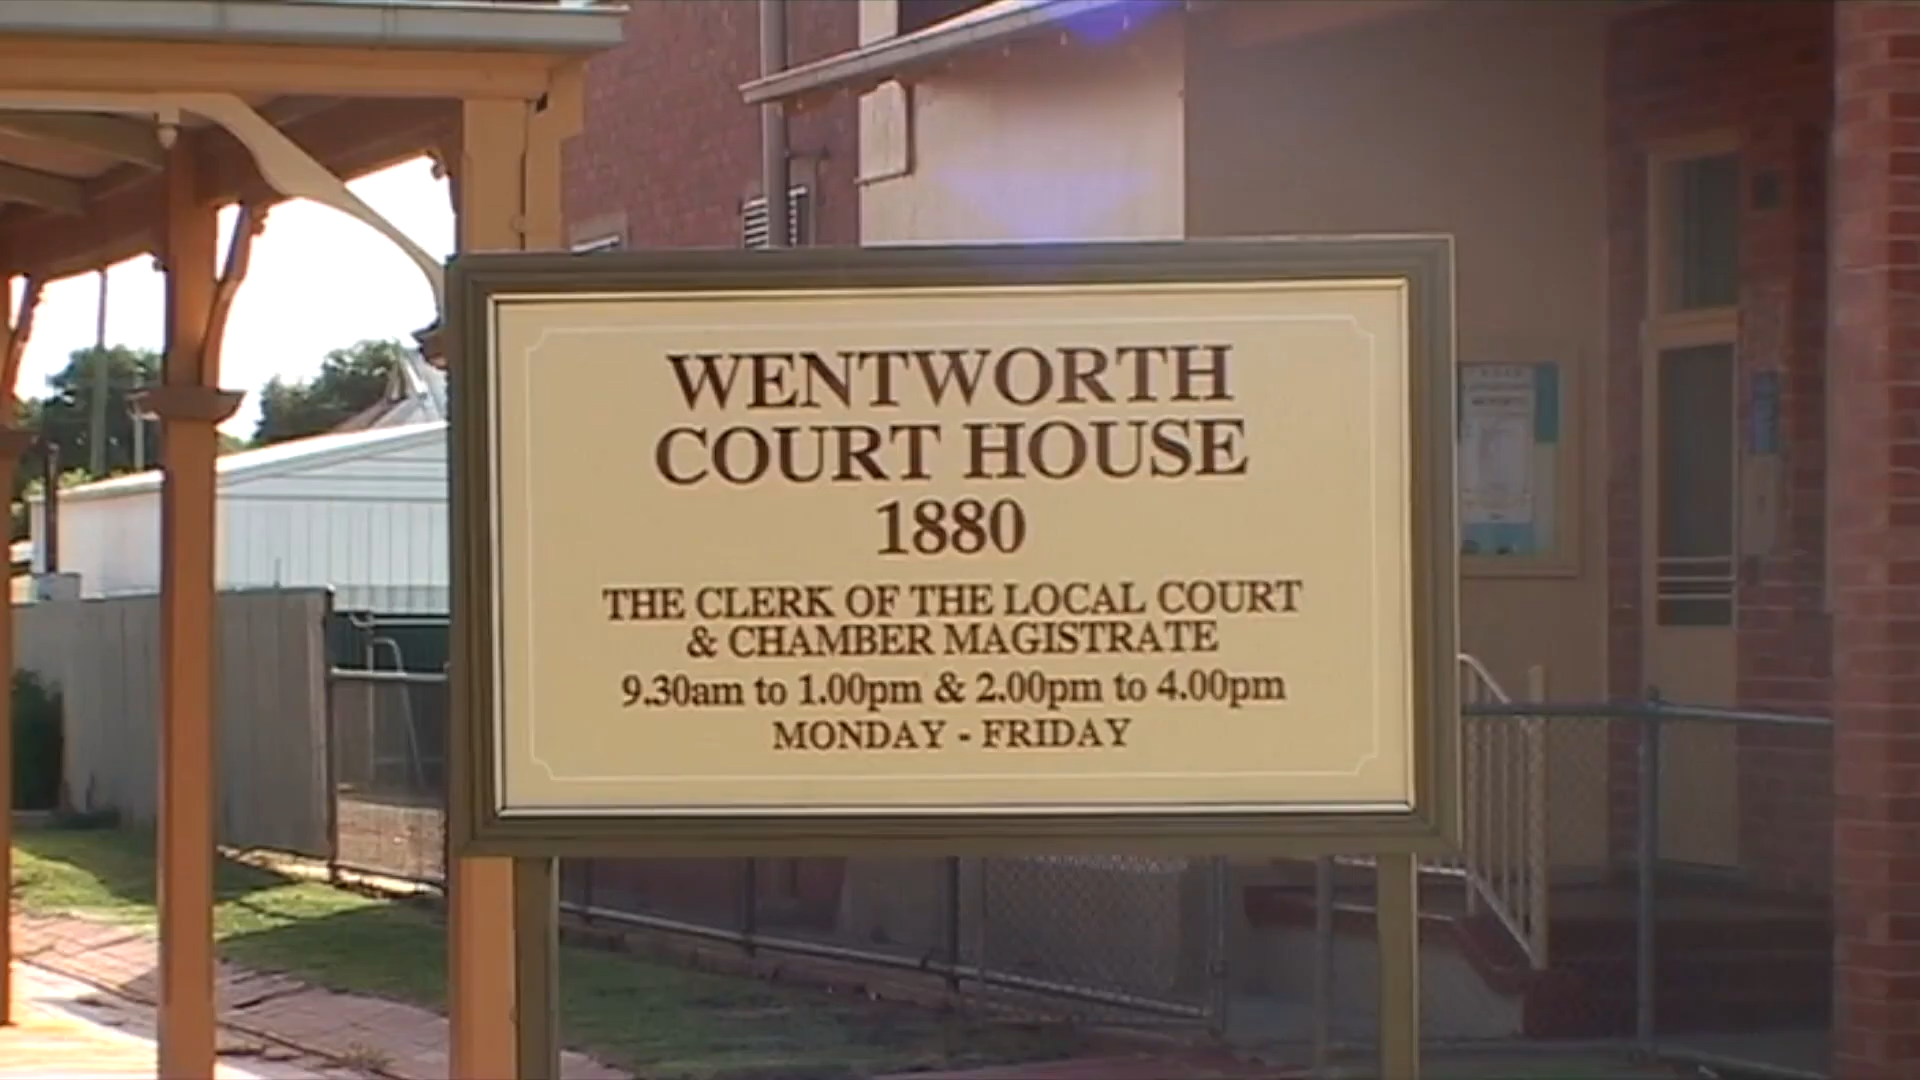 WENTWORTH
COURT HOUSE
1880
THE CLERK OF THE LOCAL COURT
& CHAMBER MAGISTRATE
9.30am to 1.00pm & 2.00pm to 4.00pm
MONDAY - FRIDAY